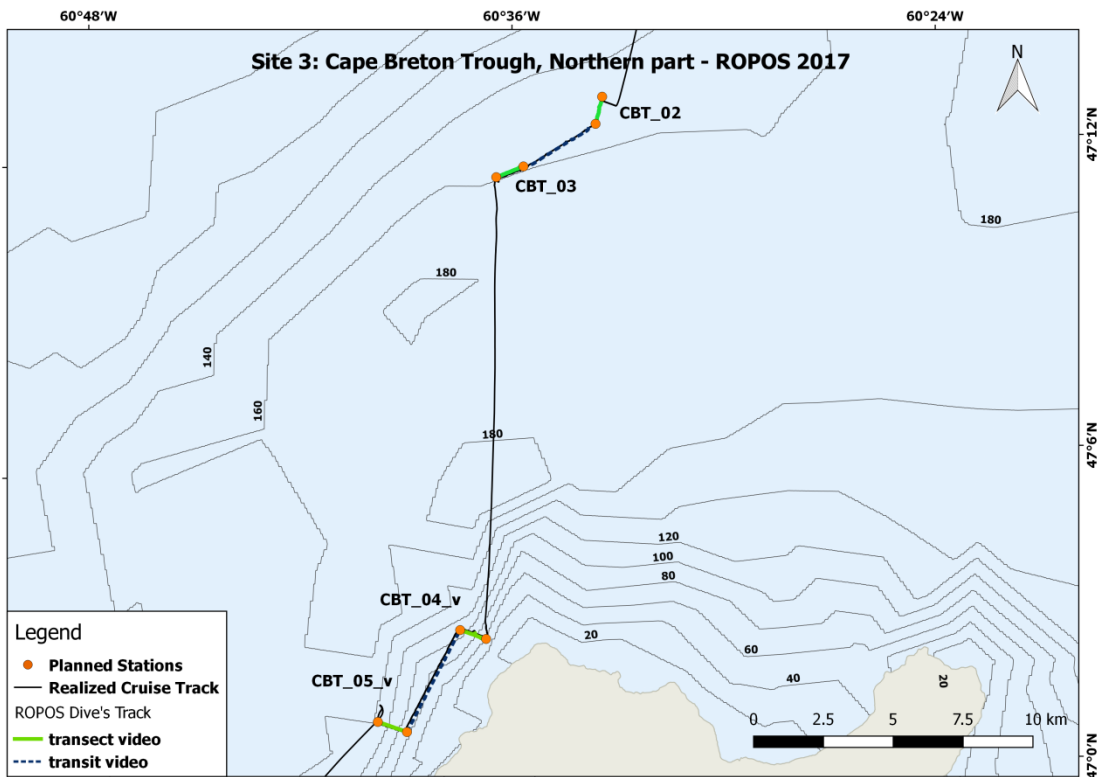 60°48′W 60°36′W 60°24′W
Site 3: Cape Breton Trough, Northern part - ROPOS 2017
N
CBT_02
47°12′N
CBT_03
180
180
140
160
180
47°6′N
120
100
80
CBT_04_v
20
60
40
20
CBT_05_v
Legend
Planned Stations
Realized Cruise Track
ROPOS Dive's Track
transect video
transit video
0 2.5 5 7.5 10 km
47°0′N